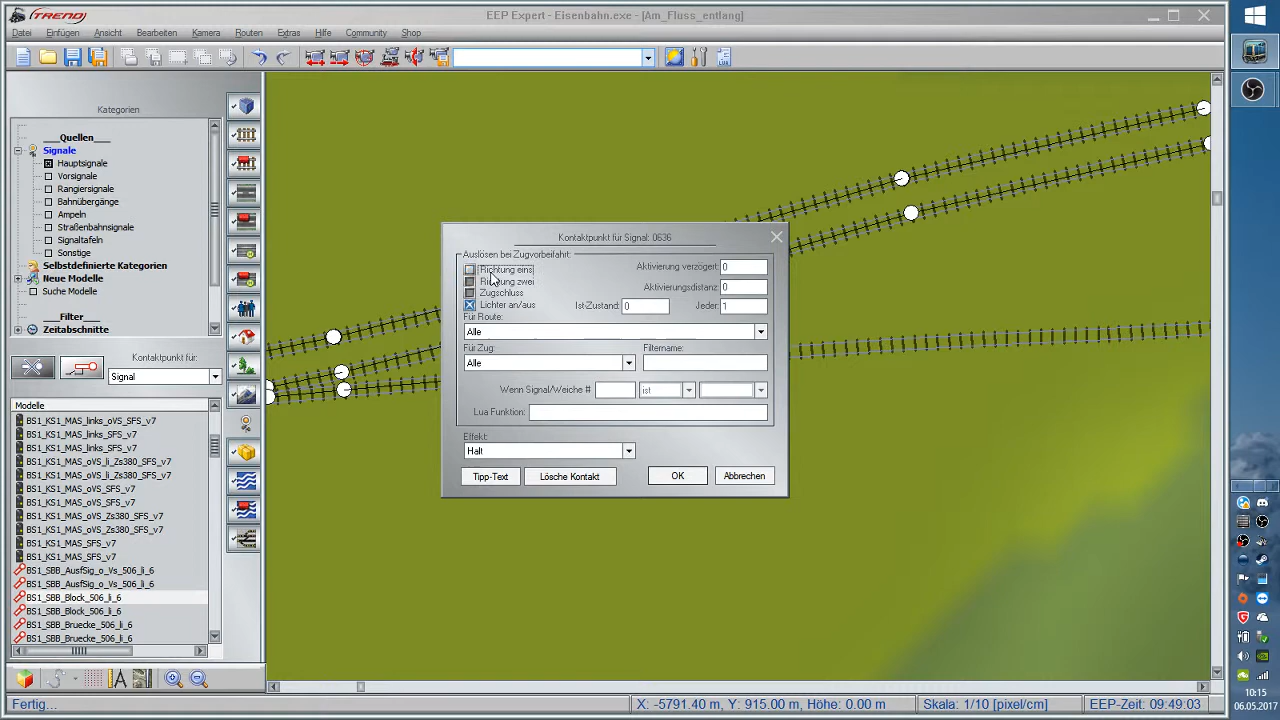 TREND
EEP Expert - Eisenbahn.exe - [Am_Fluss_entlang]
Datei Einfügen Ansicht Bearbeiten Kamera Routen Extras Hilfe Community Shop
Kategorien
___Quellen___
Signale
Hauptsignale
Vorsignale
Rangiersignale
Bahnübergänge
Ampeln
Straßenbahnsignale
Signaltafeln
Sonstige
Selbstdefinierte Kategorien
Neue Modelle
Suche Modelle
___Filter___
Zeitabschnitte
Kontaktpunkt für:
Signal
Modelle
BS1_KS1_MAS_links_oVS_SFS_v7
BS1_KS1_MAS_links_SFS_v7
BS1_KS1_MAS_links_SFS_v7
BS1_KS1_MAS_oVS_li_Zs380_SFS_v7
BS1_KS1_MAS_oVS_li_Zs380_SFS_v7
BS1_KS1_MAS_oVS_SFS_v7
BS1_KS1_MAS_oVS_SFS_v7
BS1_KS1_MAS_oVS_Zs380_SFS_v7
BS1_KS1_MAS_oVS_Zs380_SFS_v7
BS1_KS1_MAS_SFS_v7
BS1_KS1_MAS_SFS_v7
BS1_SBB_AusfSig_o_Vs_506_li_6
BS1_SBB_AusfSig_o_Vs_506_li_6
BS1_SBB_Block_506_li_6
BS1_SBB_Block_506_li_6
BS1_SBB_Bruecke_506_li_6
BS1_SBB_Bruecke_506_li_6
Kontaktpunkt für Signal: 0636
Auslösen bei Zugvorbeifahrt:
Richtung eins
Aktivierung verzögert: 0
Richtung zwei
Aktivierungsdistanz: 0
Zugschluss
Lichter an/aus
Ist-Zustand: 0
Jeder: 1
Für Route:
Alle
Für Zug:
Filtername:
Alle
Wenn Signal/Weiche # ist
Lua Funktion:
Effekt:
Halt
Tipp-Text Lösche Kontakt OK Abbrechen
Fertig...
X: -5791.40 m, Y: 915.00 m, Höhe: 0.00 m
Skala: 1/10 [pixel/cm]
EEP-Zeit: 09:49:03
10:15
06.05.2017